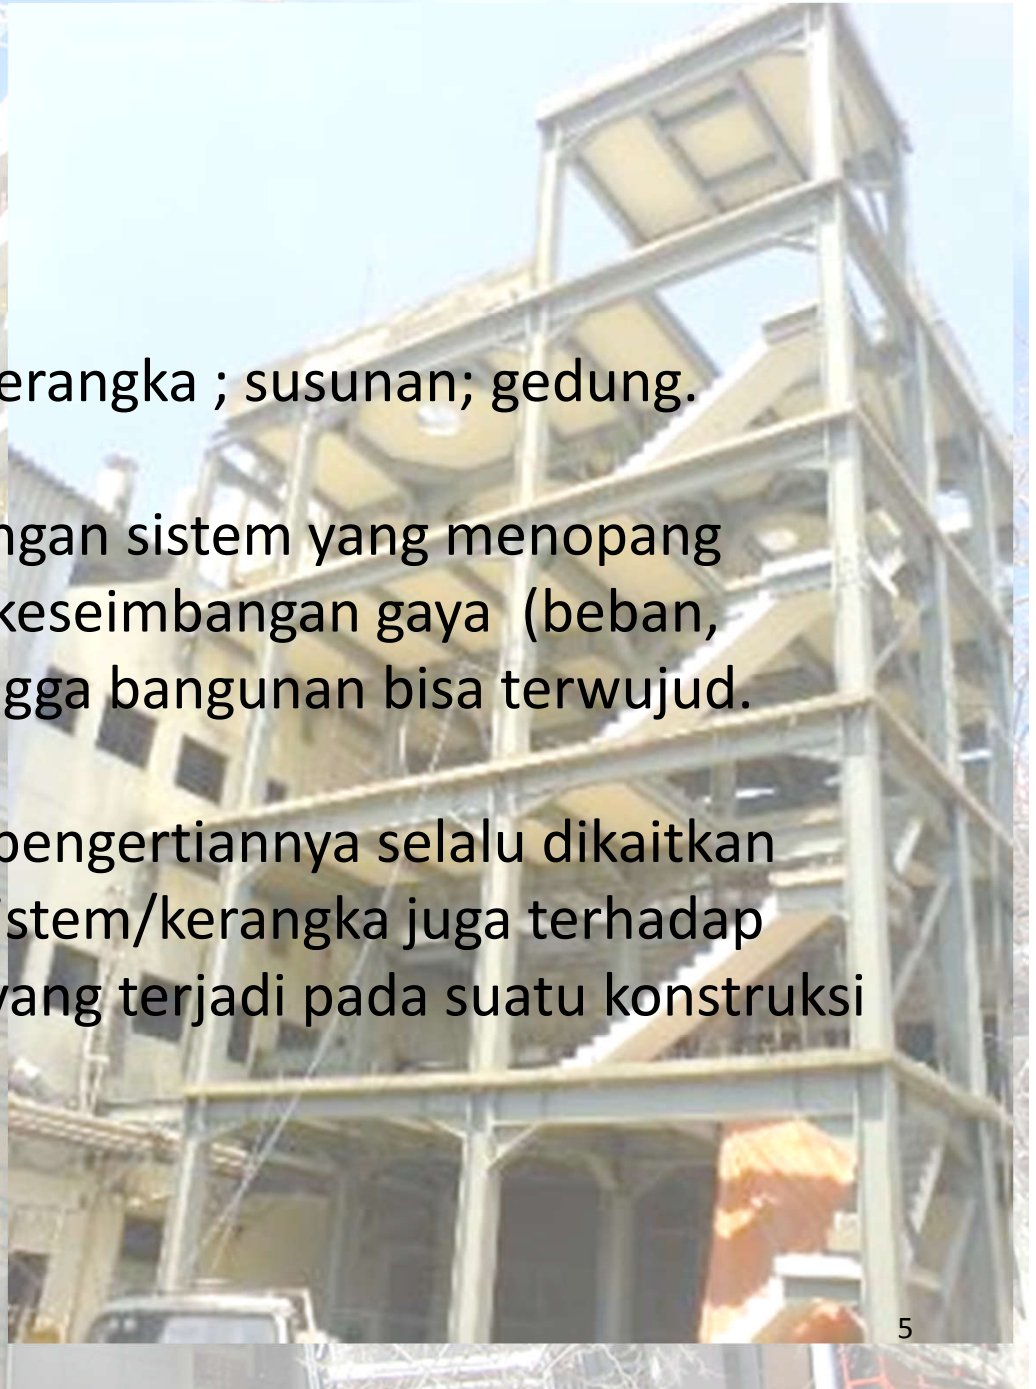 erangka ; susunan; gedung.
ngan sistem yang menopang
keseimbangan gaya (beban,
gga bangunan bisa terwujud.
pengertiannya selalu dikaitkan
istem/kerangka juga terhadap
yang terjadi pada suatu konstruksi
5